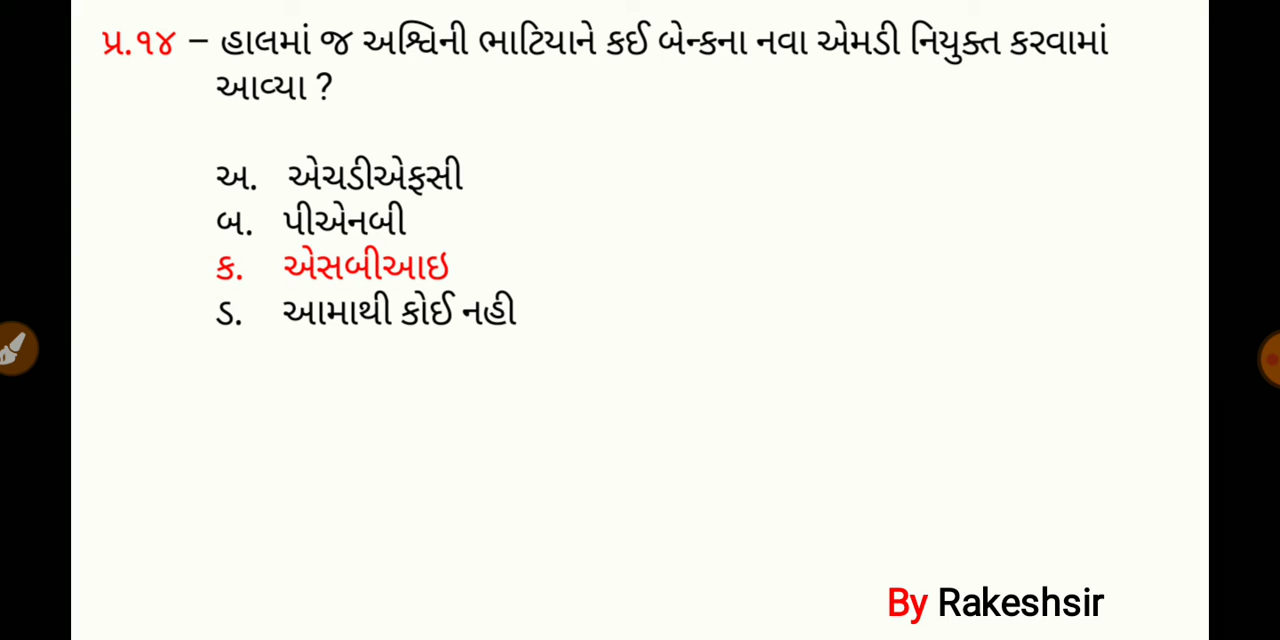 પ્ર.૧૪ – હાલમાં જ અશ્વિની ભાટિયાને કઈ બેન્કના નવા એમડી નિયુક્ત કરવામાં
આવ્યા ?
અ. એચડીએફસી
બ. પીએનબી
ક. એસબીઆઇ
ડ. આમાથી કોઈ નહી
By Rakeshsir